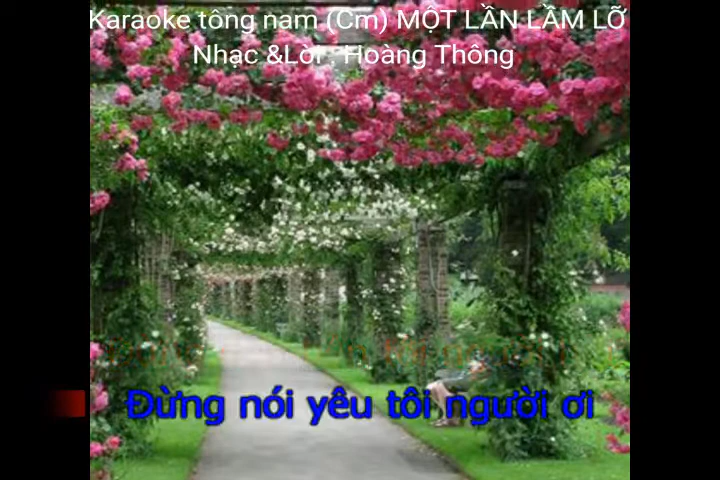 Karaoke tông nam (Cm) MỘT LẦN LẦM LỠ
Nhạc &Lời : Hoàng Thông
Đừng nói yêu tôi người ơi